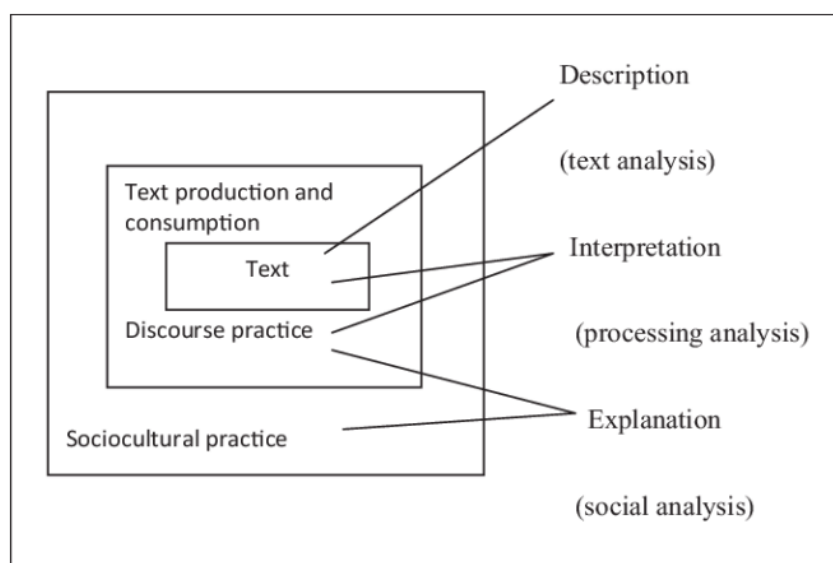 Description
(text analysis)
Text production and
consumption
Text
Interpretation
Discourse practice
(processing analysis)
Explanation
Sociocultural practice
(social analysis)